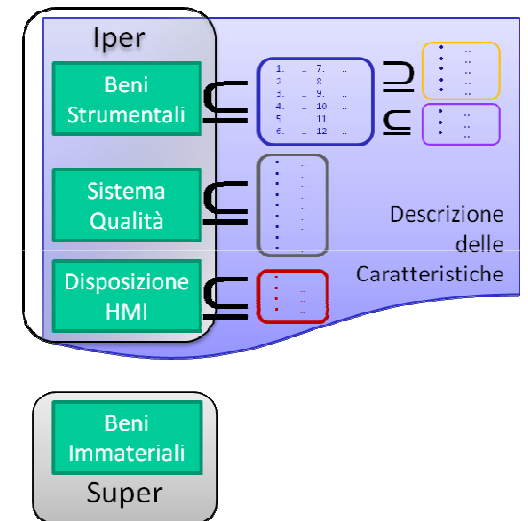 Iper
Beni
Strumentali
⊆
1. .. 7. ..
2 8
3. .. 9. ..
4. .. 10 ..
5 11
6. .. 12 ..
⊇
⊆
Sistema
Qualità
⊆
Descrizione
delle
Caratteristiche
Disposizione
HMI
⊆
Beni
Immateriali
Super